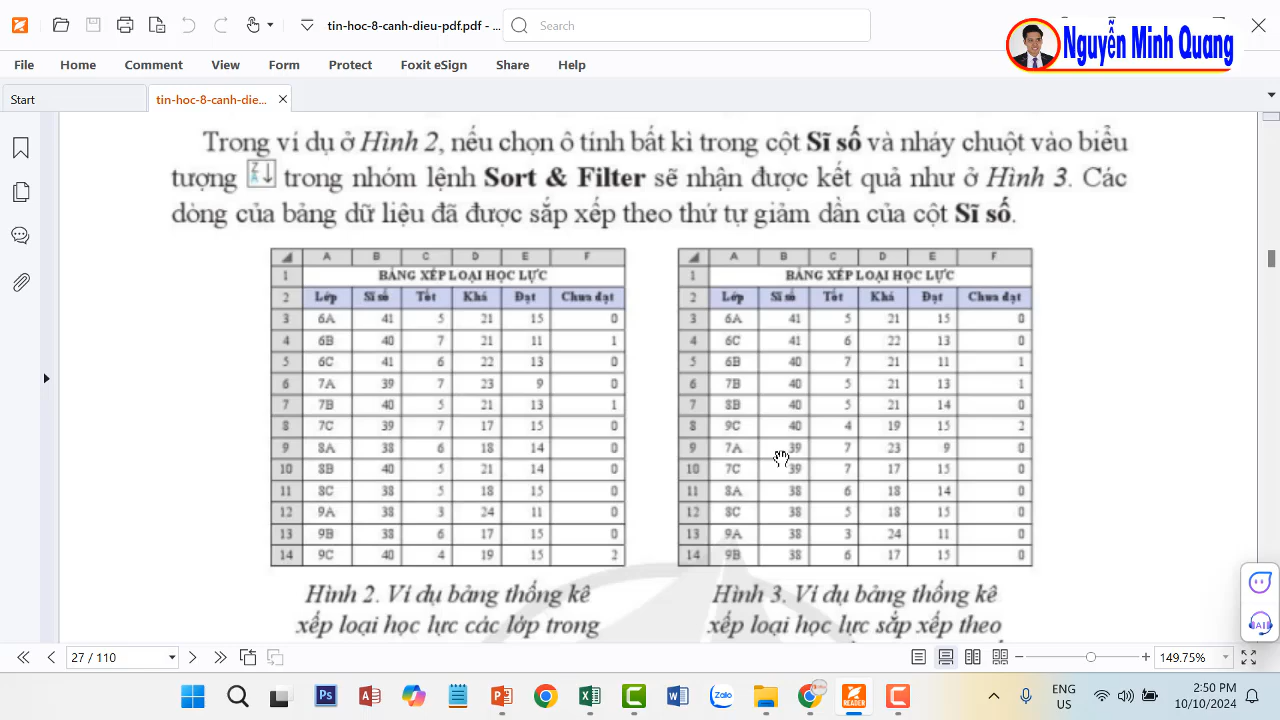 tin-hoc-8-canh-dieu-pdf.pdf - ...
Search
Nguyễn Minh Quang
File Home Comment View Form Protect Foxit eSign Share Help
Start
tin-hoc-8-canh-die...
Trong ví dụ ở Hình 2, nếu chọn ô tính bất kì trong cột Sĩ số và nháy chuột vào biểu
tượng ZA↓ trong nhóm lệnh Sort & Filter sẽ nhận được kết quả như ở Hình 3. Các
dòng của bảng dữ liệu đã được sắp xếp theo thứ tự giảm dần của cột Sĩ số.
A B C D E F
1 BẢNG XẾP LOẠI HỌC LỰC
2 Lớp Sĩ số Tốt Khá Đạt Chưa đạt
3 6A 41 5 21 15 0
4 6B 40 7 21 11 1
5 6C 41 6 22 13 0
6 7A 39 7 23 9 0
7 7B 40 5 21 13 1
8 7C 39 7 17 15 0
9 8A 38 6 18 14 0
10 8B 40 5 21 14 0
11 8C 38 5 18 15 0
12 9A 38 3 24 11 0
13 9B 38 6 17 15 0
14 9C 40 4 19 15 2
Hình 2. Ví dụ bảng thống kê
xếp loại học lực các lớp trong
A B C D E F
1 BẢNG XẾP LOẠI HỌC LỰC
2 Lớp Sĩ số Tốt Khá Đạt Chưa đạt
3 6A 41 5 21 15 0
4 6C 41 6 22 13 0
5 6B 40 7 21 11 1
6 7B 40 5 21 13 1
7 8B 40 5 21 14 0
8 9C 40 4 19 15 2
9 7A 39 7 23 9 0
10 7C 39 7 17 15 0
11 8A 38 6 18 14 0
12 8C 38 5 18 15 0
13 9A 38 3 24 11 0
14 9B 38 6 17 15 0
Hình 3. Ví dụ bảng thống kê
xếp loại học lực sắp xếp theo
27 / 110
149.75%
Ps
Zalo
READER
ENG
US
2:50 PM
10/10/2024